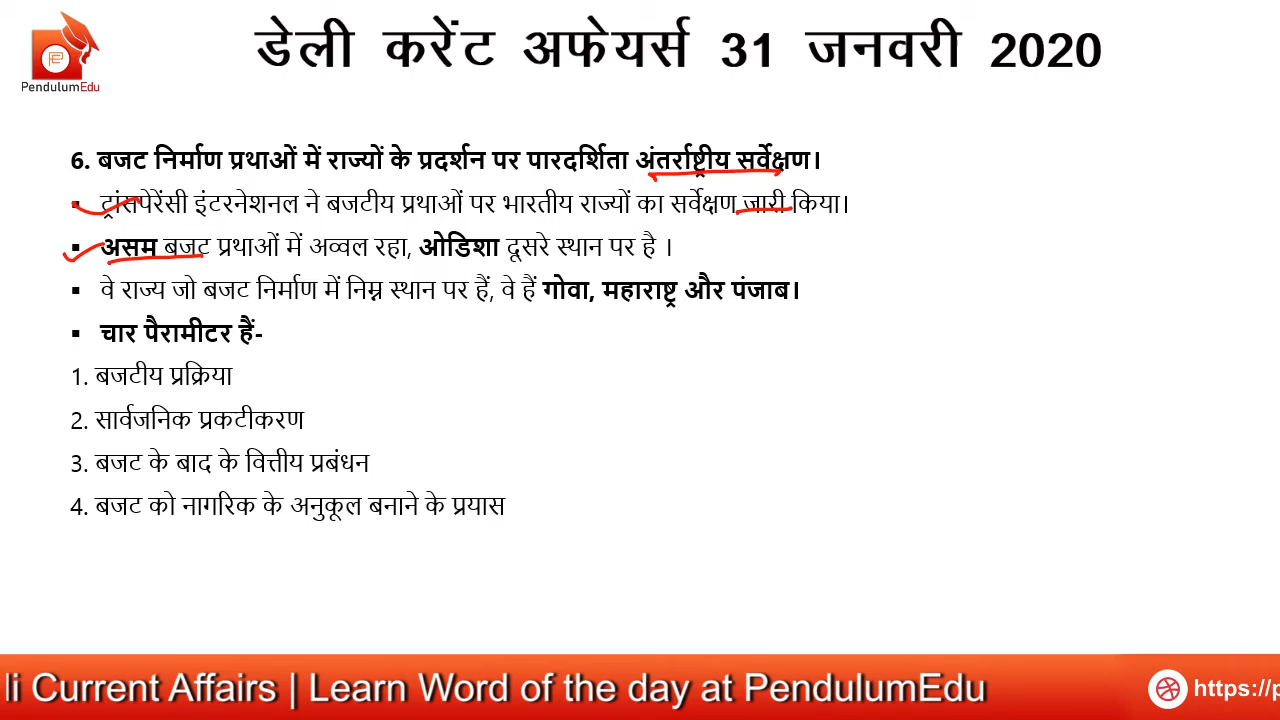 डेली करेंट अफेयर्स 31 जनवरी 2020
PendulumEdu
6. बजट निर्माण प्रथाओं में राज्यों के प्रदर्शन पर पारदर्शिता अंतर्राष्ट्रीय सर्वेक्षण।
▪ ट्रांसपेरेंसी इंटरनेशनल ने बजटीय प्रथाओं पर भारतीय राज्यों का सर्वेक्षण जारी किया।
▪ असम बजट प्रथाओं में अव्वल रहा, ओडिशा दूसरे स्थान पर है ।
▪ वे राज्य जो बजट निर्माण में निम्न स्थान पर हैं, वे हैं गोवा, महाराष्ट्र और पंजाब।
▪ चार पैरामीटर हैं-
1. बजटीय प्रक्रिया
2. सार्वजनिक प्रकटीकरण
3. बजट के बाद के वित्तीय प्रबंधन
4. बजट को नागरिक के अनुकूल बनाने के प्रयास
li Current Affairs | Learn Word of the day at PendulumEdu https://p